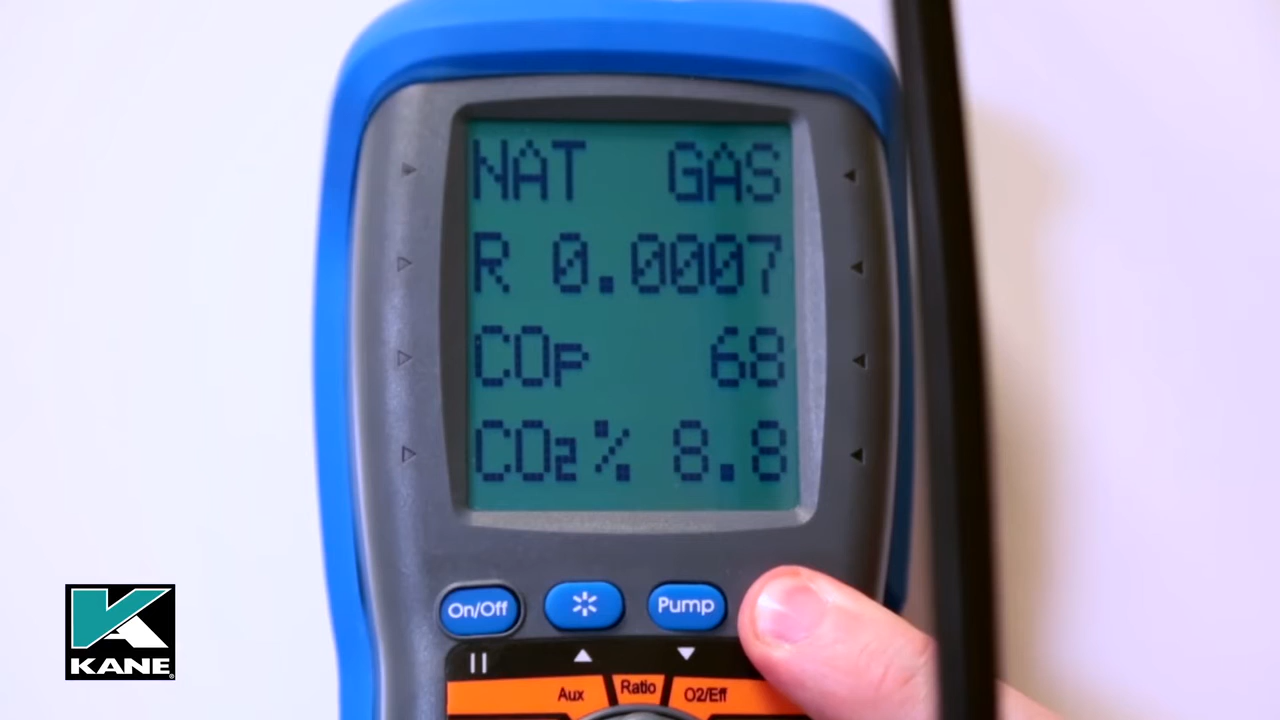 NAT GAS
R 0.0007
COP 68
CO₂% 8.8
On/Off Pump
Aux Ratio O2/Eff
KANE